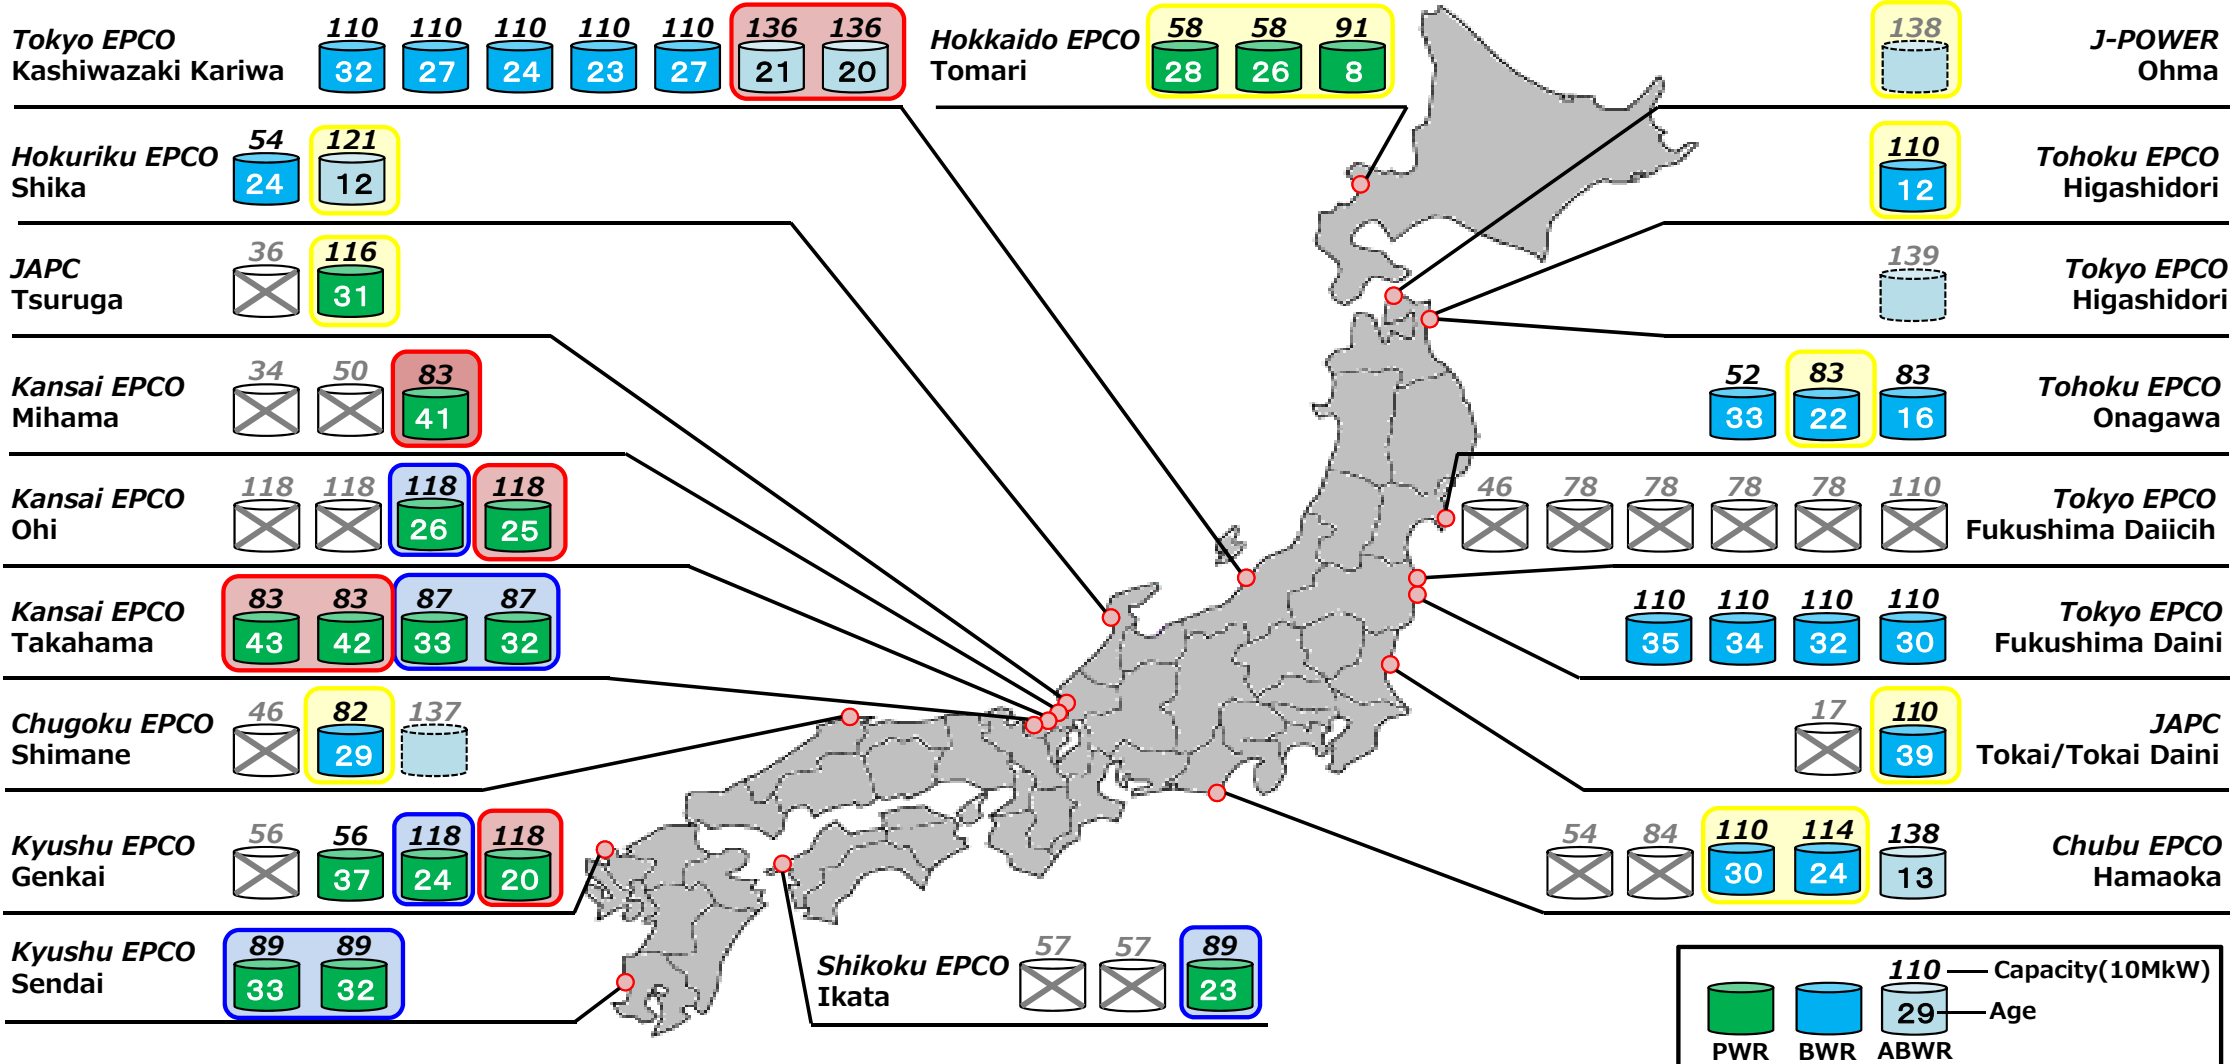 110 110 110 110 110 136 136
Tokyo EPCO
Kashiwazaki Kariwa
32 27 24 23 27 21 20
58 58 91
Hokkaido EPCO
Tomari
28 26 8
138
J-POWER
Ohma
54 121
Hokuriku EPCO
Shika
24 12
110
Tohoku EPCO
Higashidori
12
36 116
JAPC
Tsuruga
31
139
Tokyo EPCO
Higashidori
34 50 83
Kansai EPCO
Mihama
41
52 83 83
Tohoku EPCO
Onagawa
33 22 16
118 118 118 118
Kansai EPCO
Ohi
26 25
46 78 78 78 78 110
Tokyo EPCO
Fukushima Daiicih
83 83 87 87
Kansai EPCO
Takahama
43 42 33 32
110 110 110 110
Tokyo EPCO
Fukushima Daini
35 34 32 30
46 82 137
Chugoku EPCO
Shimane
29
17 110
JAPC
Tokai/Tokai Daini
39
56 56 118 118
Kyushu EPCO
Genkai
37 24 20
54 84 110 114 138
Chubu EPCO
Hamaoka
30 24 13
89 89
Kyushu EPCO
Sendai
33 32
57 57 89
Shikoku EPCO
Ikata
23
110 Capacity(10MkW)
29 Age
PWR BWR ABWR